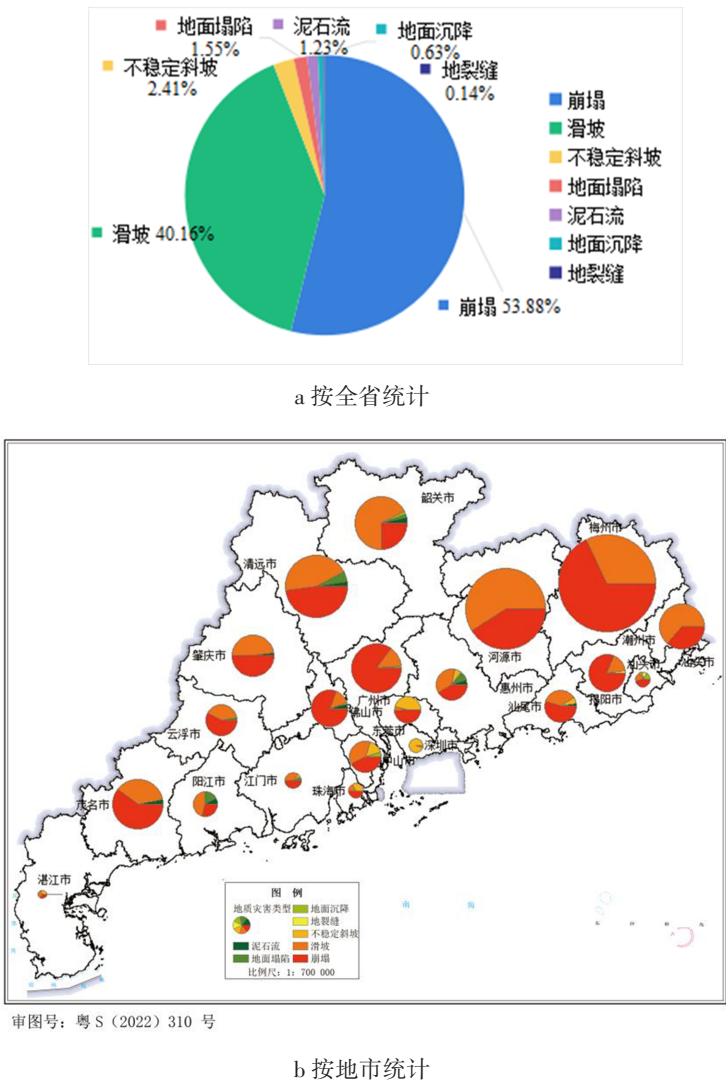 地面塌陷
1.55%
泥石流
1.23%
地面沉降
0.63%
不稳定斜坡
2.41%
地裂缝
0.14%
崩塌
滑坡
不稳定斜坡
地面塌陷
泥石流
地面沉降
地裂缝
滑坡 40.16%
崩塌 53.88%
a 按全省统计
韶关市
梅州市
清远市
潮州市
汕头市
肇庆市
河源市
惠州市
揭阳市
汕尾市
广州市
佛山市
东莞市
云浮市
深圳市
中山市
江门市
珠海市
阳江市
茂名市
湛江市
南 海
图 例
地质灾害类型
地面沉降
地裂缝
不稳定斜坡
泥石流
滑坡
地面塌陷
崩塌
比例尺：1：700 000
审图号：粤 S（2022）310 号
b 按地市统计